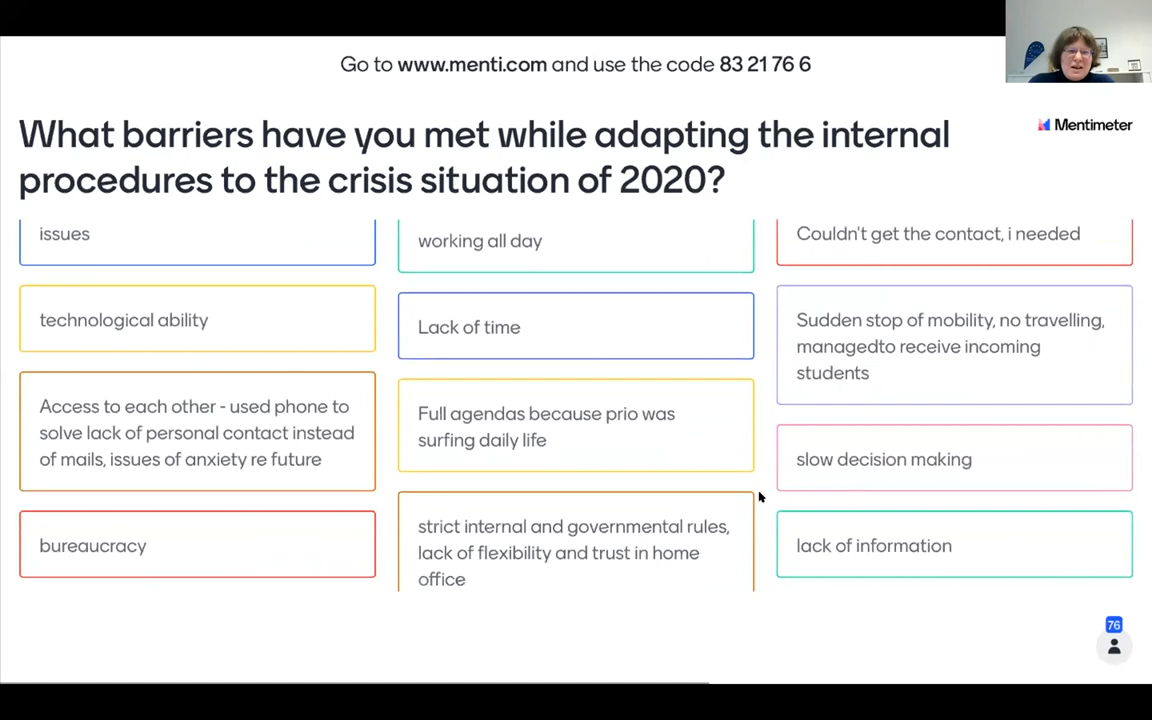 Go to www.menti.com and use the code 83 21 76 6
Mentimeter
What barriers have you met while adapting the internal
procedures to the crisis situation of 2020?
issues
technological ability
Access to each other - used phone to
solve lack of personal contact instead
of mails, issues of anxiety re future
bureaucracy
working all day
Lack of time
Full agendas because prio was
surfing daily life
strict internal and governmental rules,
lack of flexibility and trust in home
office
Couldn't get the contact, i needed
Sudden stop of mobility, no travelling,
managedto receive incoming
students
slow decision making
lack of information
76